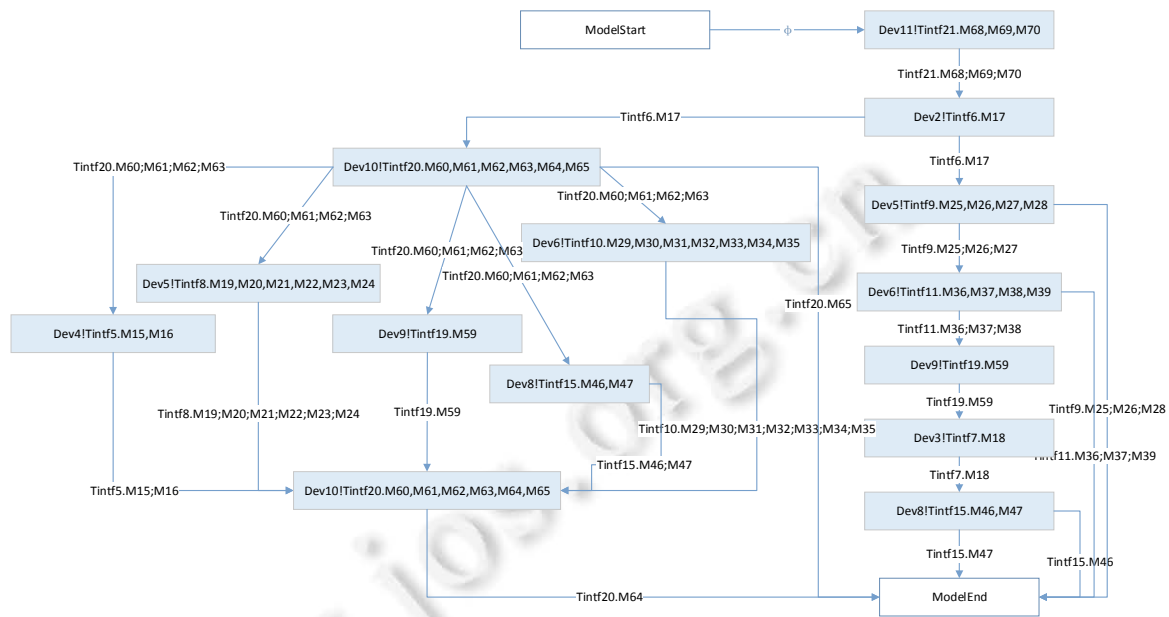 ModelStart
ϕ
Dev11!Tintf21.M68,M69,M70
Tintf21.M68;M69;M70
Tintf6.M17
Dev2!Tintf6.M17
Tintf6.M17
Tintf20.M60;M61;M62;M63
Dev10!Tintf20.M60,M61,M62,M63,M64,M65
Tintf20.M60;M61;M62;M63
Tintf20.M60;M61;M62;M63
Dev5!Tintf9.M25,M26,M27,M28
Tintf20.M60;M61;M62;M63
Dev6!Tintf10.M29,M30,M31,M32,M33,M34,M35
Tintf9.M25;M26;M27
Tintf20.M60;M61;M62;M63
Dev5!Tintf8.M19,M20,M21,M22,M23,M24
Dev6!Tintf11.M36,M37,M38,M39
Tintf20.M65
Dev4!Tintf5.M15,M16
Dev9!Tintf19.M59
Tintf11.M36;M37;M38
Dev9!Tintf19.M59
Dev8!Tintf15.M46,M47
Tintf8.M19;M20;M21;M22;M23;M24
Tintf19.M59
Tintf19.M59
Tintf9.M25;M26;M28
Tintf10.M29;M30;M31;M32;M33;M34;M35
Dev3!Tintf7.M18
Tintf11.M36;M37;M39
Tintf15.M46;M47
Tintf7.M18
Tintf5.M15;M16
Dev10!Tintf20.M60,M61,M62,M63,M64,M65
Dev8!Tintf15.M46,M47
Tintf15.M47
Tintf15.M46
Tintf20.M64
ModelEnd